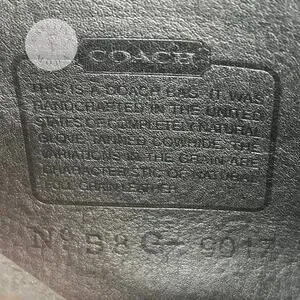 COACH
THIS IS A COACH BAG. IT WAS
HANDCRAFTED IN THE UNITED
STATES OF COMPLETELY NATURAL
GLOVE TANNED COWHIDE. THE
VARIATIONS IN THE GRAIN ARE
CHARACTERISTIC OF NATURAL
FULL GRAIN LEATHER.
No B8C-9017